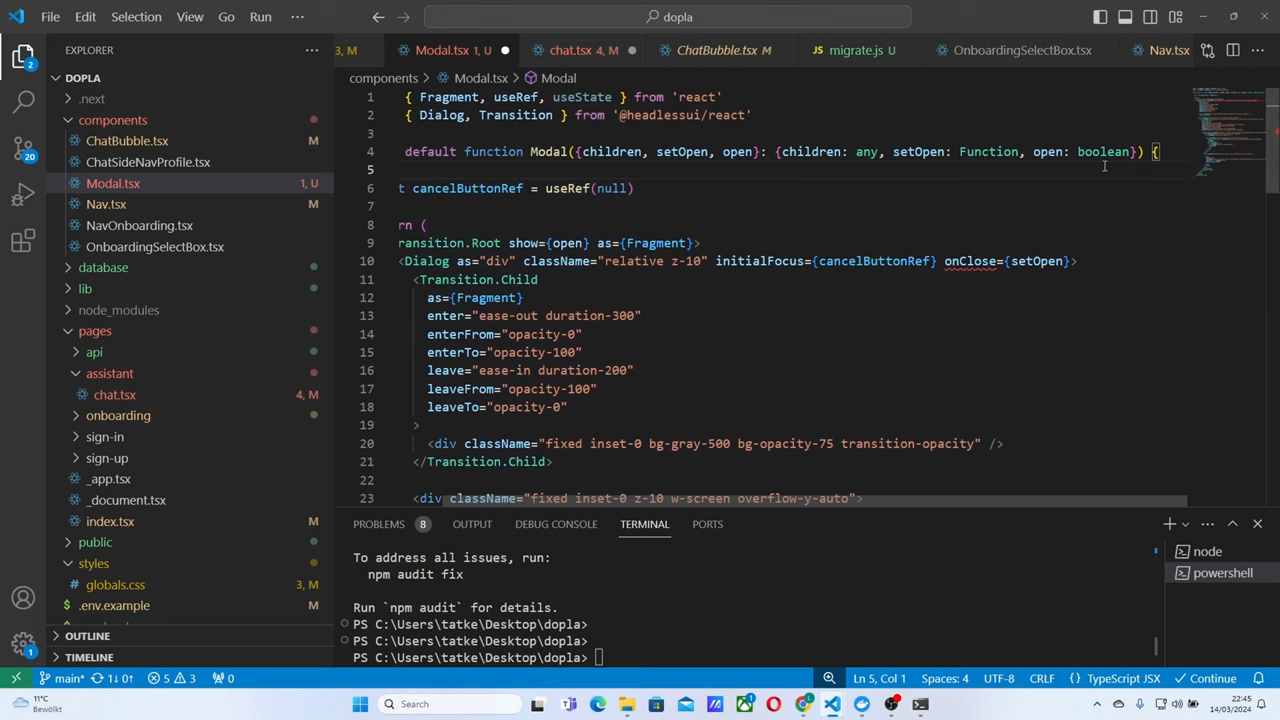 File Edit Selection View Go Run ··· dopla
EXPLORER ···
DOPLA
.next
components
ChatBubble.tsx M
ChatSideNavProfile.tsx
Modal.tsx 1, U
Nav.tsx M
NavOnboarding.tsx
OnboardingSelectBox.tsx
database
lib
node_modules
pages
api
assistant
chat.tsx 4, M
onboarding
sign-in
sign-up
_app.tsx
_document.tsx
index.tsx M
public
styles
globals.css 3, M
.env.example M
OUTLINE
TIMELINE
2
20
1
3, M Modal.tsx 1, U chat.tsx 4, M ChatBubble.tsx M migrate.js U OnboardingSelectBox.tsx Nav.tsx ···
components > Modal.tsx > Modal
1 { Fragment, useRef, useState } from 'react'
2 { Dialog, Transition } from '@headlessui/react'
3
4 default function Modal({children, setOpen, open}: {children: any, setOpen: Function, open: boolean}) {
5
6 t cancelButtonRef = useRef(null)
7
8 rn (
9 ransition.Root show={open} as={Fragment}>
10 <Dialog as="div" className="relative z-10" initialFocus={cancelButtonRef} onClose={setOpen}>
11 <Transition.Child
12 as={Fragment}
13 enter="ease-out duration-300"
14 enterFrom="opacity-0"
15 enterTo="opacity-100"
16 leave="ease-in duration-200"
17 leaveFrom="opacity-100"
18 leaveTo="opacity-0"
19 >
20 <div className="fixed inset-0 bg-gray-500 bg-opacity-75 transition-opacity" />
21 </Transition.Child>
22
23 <div className="fixed inset-0 z-10 w-screen overflow-y-auto">
PROBLEMS 8 OUTPUT DEBUG CONSOLE TERMINAL PORTS
To address all issues, run:
npm audit fix
Run `npm audit` for details.
PS C:\Users\tatke\Desktop\dopla>
PS C:\Users\tatke\Desktop\dopla>
PS C:\Users\tatke\Desktop\dopla>
node
powershell
main* 1↓ 0↑ 5 3 0 Ln 5, Col 1 Spaces: 4 UTF-8 CRLF {} TypeScript JSX Continue
11°C
Bewölkt
Search
22:45
14/03/2024